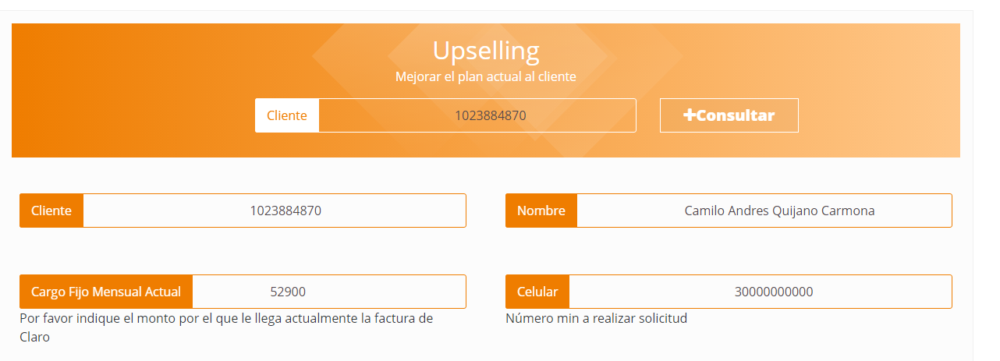 Upselling
Mejorar el plan actual al cliente
Cliente 1023884870 +Consultar
Cliente 1023884870 Nombre Camilo Andres Quijano Carmona
Cargo Fijo Mensual Actual 52900 Celular 30000000000
Por favor indique el monto por el que le llega actualmente la factura de
Claro
Número min a realizar solicitud